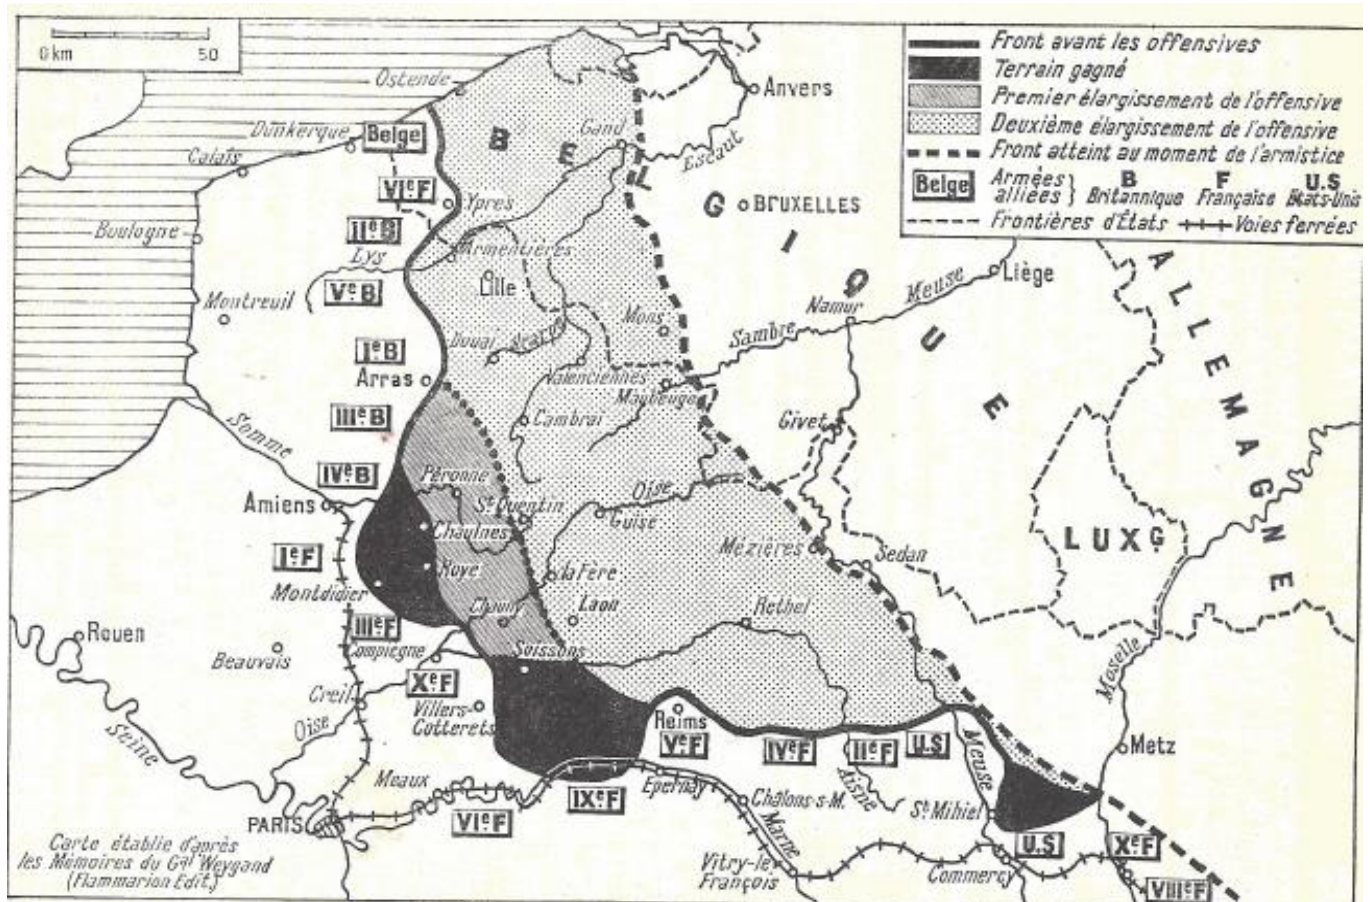 0 km 50
Front avant les offensives
Terrain gagné
Premier élargissement de l'offensive
Deuxième élargissement de l'offensive
Front atteint au moment de l'armistice
Belge Armées alliées } B Britannique F Française U.S États-Unis
Frontières d'États Voies ferrées
Ostende
Anvers
Dunkerque
Belge
Gand
Escaut
Calais
VIe F
Ypres
BRUXELLES
IIe B
Boulogne
Armentières
Lys
Lille
Ve B
Montreuil
BELGIQUE
Meuse
Liège
Namur
Mons
Sambre
Douai
Scarpe
Ie B
Arras
Valenciennes
Maubeuge
IIIe B
Cambrai
Givet
Somme
IVe B
Péronne
Oise
Amiens
St Quentin
Guise
Chaulnes
ALLEMAGNE
LUXG
Ie F
Roye
Mézières
Sedan
Montdidier
la Fère
IIIe F
Chauny
Laon
Rethel
Rouen
Beauvais
Compiègne
Soissons
Moselle
Creil
Xe F
Villers-Cotterets
Oise
Seine
Reims
Ve F
IVe F
IIe F
U.S
Meuse
Metz
Meaux
IXe F
Epernay
Châlons-s-M.
Aisne
St Mihiel
PARIS
VIe F
Marne
U.S
Xe F
Vitry-le-François
Commercy
VIIIe F
Carte établie d'après
les Mémoires du Gal Weygand
(Flammarion Edit.)